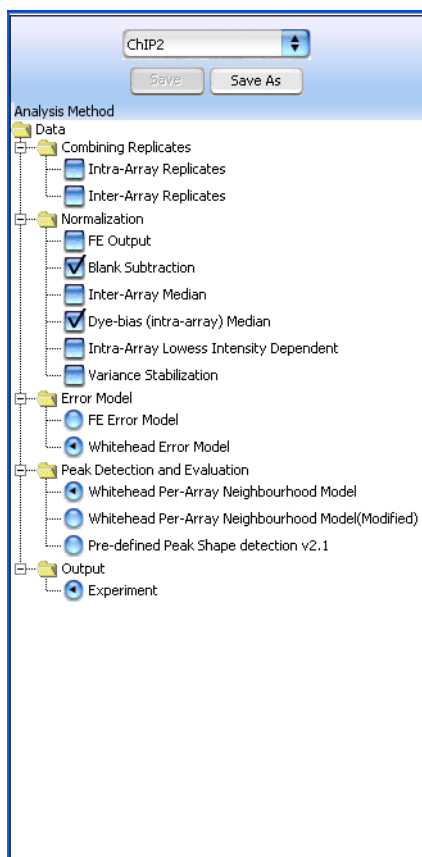 ChIP2
Save
Save As
Analysis Method
Data
Combining Replicates
Intra-Array Replicates
Inter-Array Replicates
Normalization
FE Output
Blank Subtraction
Inter-Array Median
Dye-bias (intra-array) Median
Intra-Array Lowess Intensity Dependent
Variance Stabilization
Error Model
FE Error Model
Whitehead Error Model
Peak Detection and Evaluation
Whitehead Per-Array Neighbourhood Model
Whitehead Per-Array Neighbourhood Model(Modified)
Pre-defined Peak Shape detection v2.1
Output
Experiment